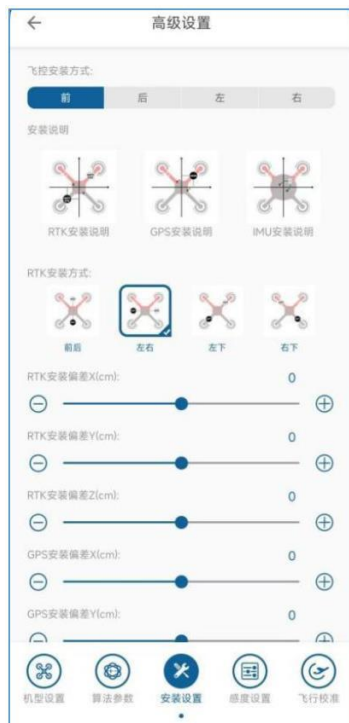 高级设置
飞控安装方式:
前 后 左 右
安装说明
RTK安装说明 GPS安装说明 IMU安装说明
RTK安装方式:
前后 左右 左下 右下
RTK安装偏差X(cm): 0
RTK安装偏差Y(cm): 0
RTK安装偏差Z(cm): 0
GPS安装偏差X(cm): 0
GPS安装偏差Y(cm): 0
机型设置 算法参数 安装设置 感度设置 飞行校准